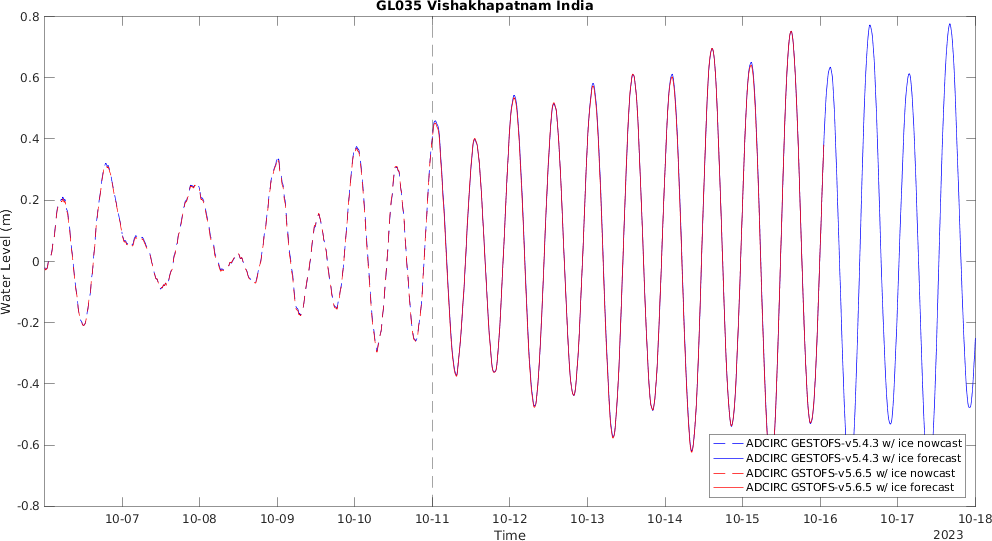 GL035 Vishakhapatnam India
0.8
0.6
0.4
0.2
0
-0.2
-0.4
-0.6
-0.8
Water Level (m)
ADCIRC GESTOFS-v5.4.3 w/ ice nowcast
ADCIRC GESTOFS-v5.4.3 w/ ice forecast
ADCIRC GSTOFS-v5.6.5 w/ ice nowcast
ADCIRC GSTOFS-v5.6.5 w/ ice forecast
10-07 10-08 10-09 10-10 10-11 10-12 10-13 10-14 10-15 10-16 10-17 10-18
Time
2023